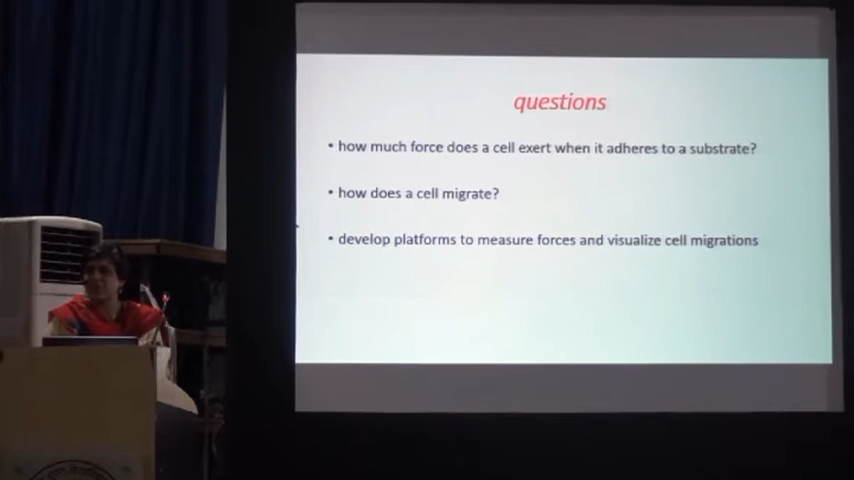 questions
• how much force does a cell exert when it adheres to a substrate?
• how does a cell migrate?
• develop platforms to measure forces and visualize cell migrations